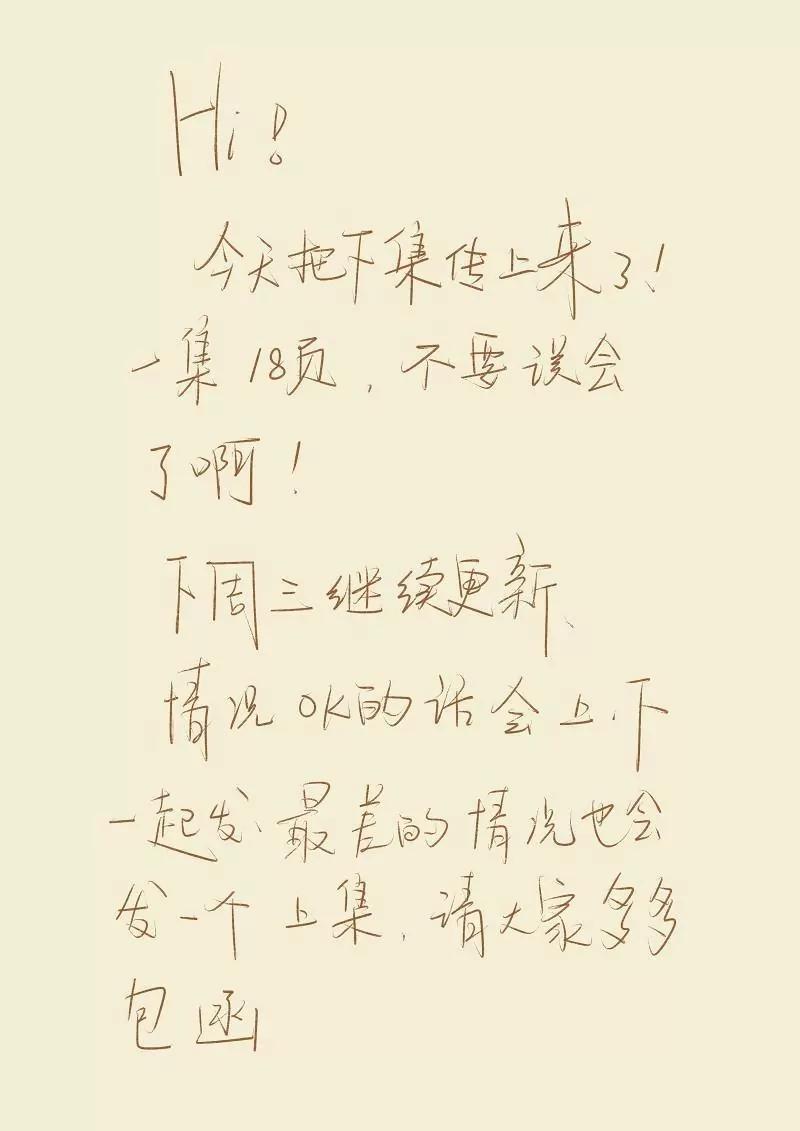 Hi!
今天把下集传上来了!
一集18页,不要误会
了啊!
下周三继续更新、
情况OK的话会上、下
一起发、最差的情况也会
发一个上集,请大家多多
包涵